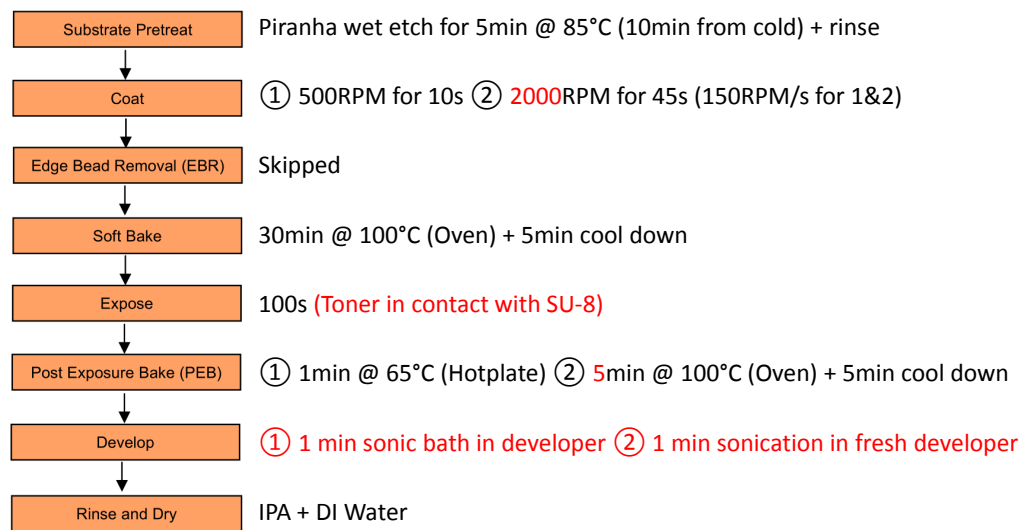 Substrate Pretreat Piranha wet etch for 5min @ 85°C (10min from cold) + rinse
Coat ① 500RPM for 10s ② 2000RPM for 45s (150RPM/s for 1&2)
Edge Bead Removal (EBR) Skipped
Soft Bake 30min @ 100°C (Oven) + 5min cool down
Expose 100s (Toner in contact with SU-8)
Post Exposure Bake (PEB) ① 1min @ 65°C (Hotplate) ② 5min @ 100°C (Oven) + 5min cool down
Develop ① 1 min sonic bath in developer ② 1 min sonication in fresh developer
Rinse and Dry IPA + DI Water